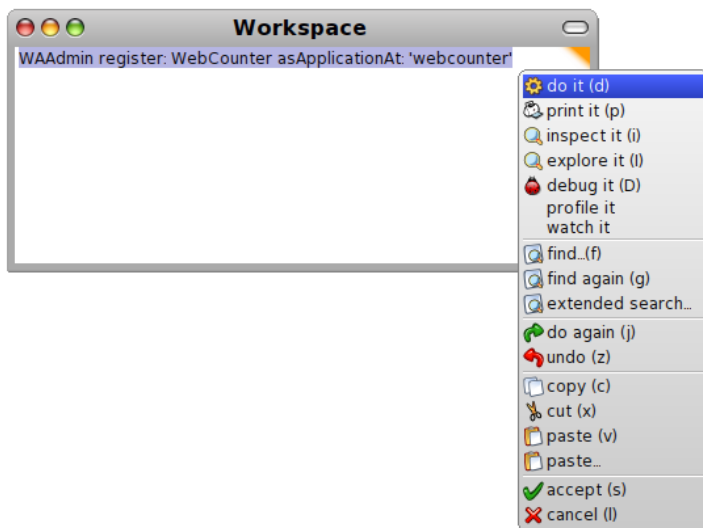 Workspace
WAAdmin register: WebCounter asApplicationAt: 'webcounter'
do it (d)
print it (p)
inspect it (i)
explore it (I)
debug it (D)
profile it
watch it
find…(f)
find again (g)
extended search…
do again (j)
undo (z)
copy (c)
cut (x)
paste (v)
paste…
accept (s)
cancel (l)